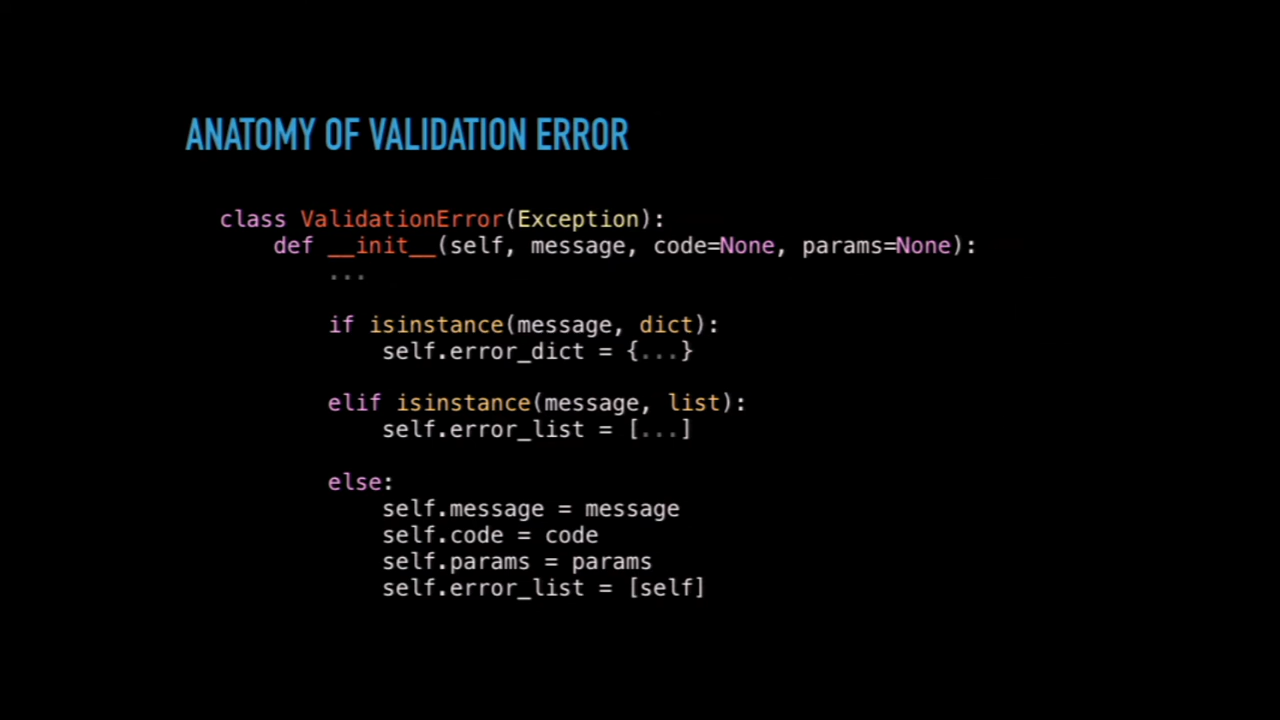 ANATOMY OF VALIDATION ERROR
class ValidationError(Exception):
def __init__(self, message, code=None, params=None):
...
if isinstance(message, dict):
self.error_dict = {...}
elif isinstance(message, list):
self.error_list = [...]
else:
self.message = message
self.code = code
self.params = params
self.error_list = [self]